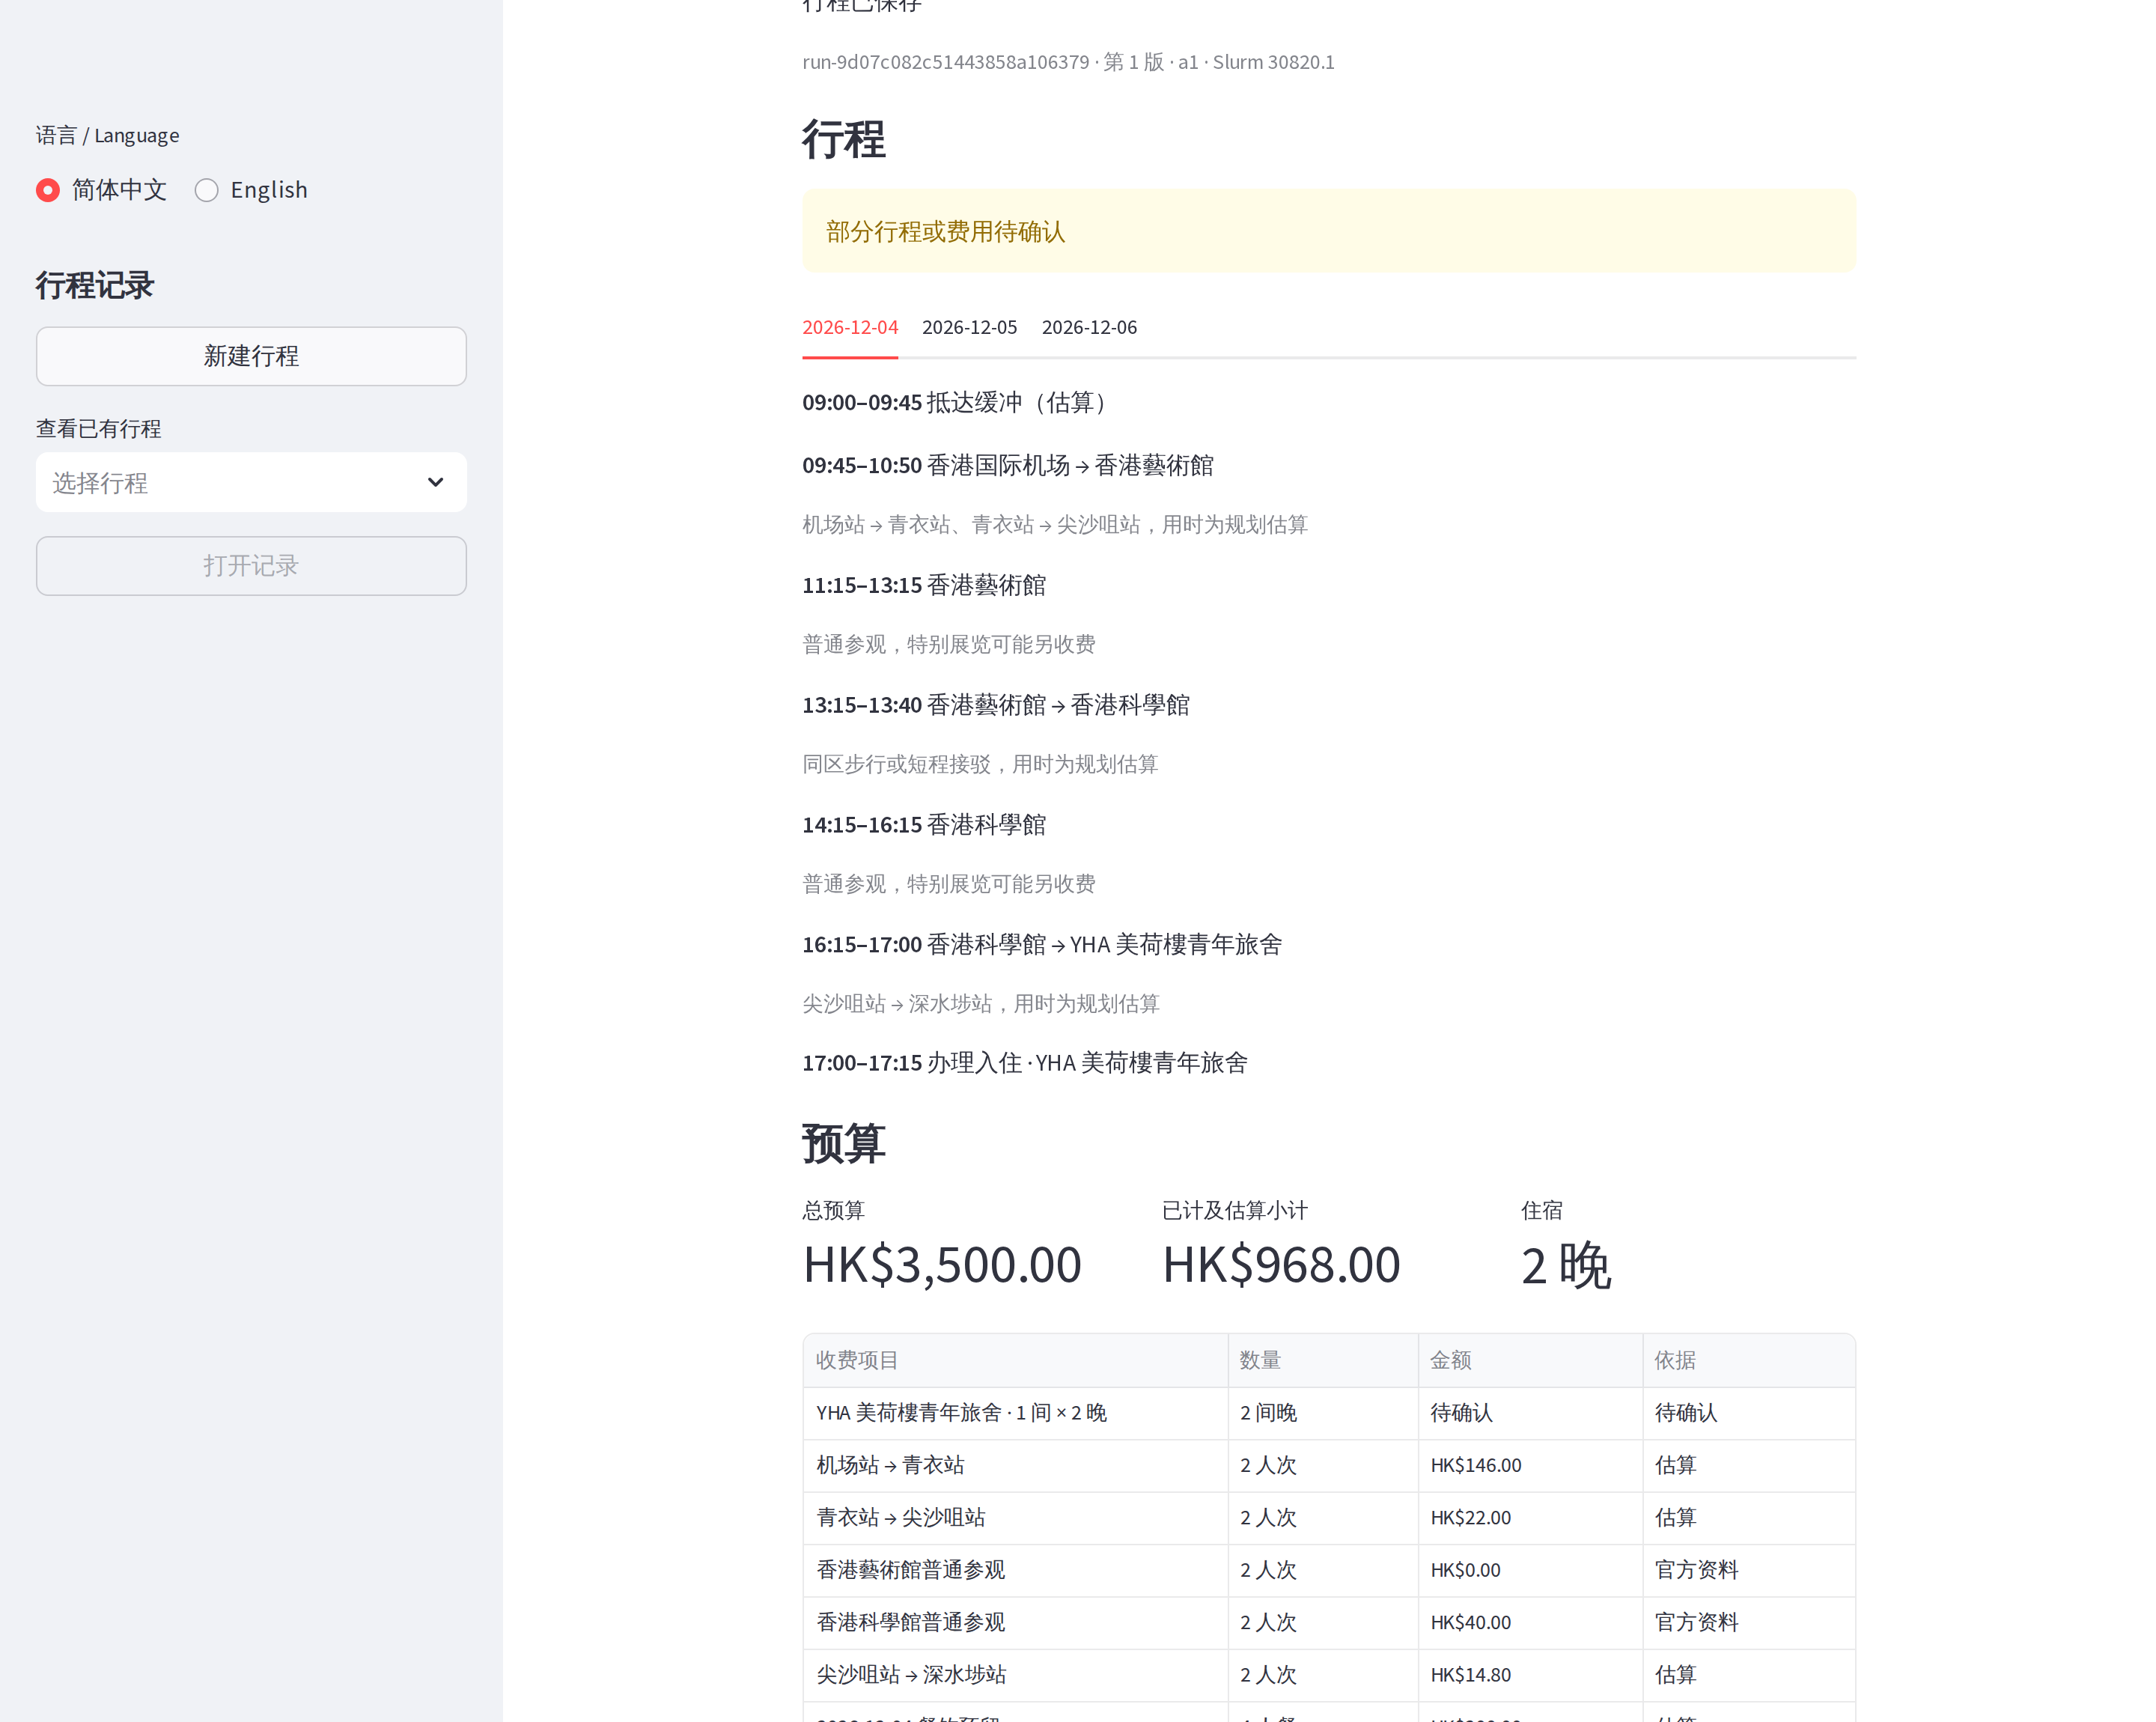 语言 / Language
简体中文
English
行程记录
新建行程
查看已有行程
选择行程
打开记录
行程已保存
run-9d07c082c51443858a106379 · 第 1 版 · a1 · Slurm 30820.1
行程
部分行程或费用待确认
2026-12-04 2026-12-05 2026-12-06
09:00–09:45 抵达缓冲（估算）
09:45–10:50 香港国际机场 → 香港藝術館
机场站 → 青衣站、青衣站 → 尖沙咀站，用时为规划估算
11:15–13:15 香港藝術館
普通参观，特别展览可能另收费
13:15–13:40 香港藝術館 → 香港科學館
同区步行或短程接驳，用时为规划估算
14:15–16:15 香港科學館
普通参观，特别展览可能另收费
16:15–17:00 香港科學館 → YHA 美荷樓青年旅舍
尖沙咀站 → 深水埗站，用时为规划估算
17:00–17:15 办理入住 · YHA 美荷樓青年旅舍
预算
总预算 已计及估算小计 住宿
HK$3,500.00 HK$968.00 2 晚
收费项目 数量 金额 依据
YHA 美荷樓青年旅舍 · 1 间 × 2 晚 2 间晚 待确认 待确认
机场站 → 青衣站 2 人次 HK$146.00 估算
青衣站 → 尖沙咀站 2 人次 HK$22.00 估算
香港藝術館普通参观 2 人次 HK$0.00 官方资料
香港科學館普通参观 2 人次 HK$40.00 官方资料
尖沙咀站 → 深水埗站 2 人次 HK$14.80 估算